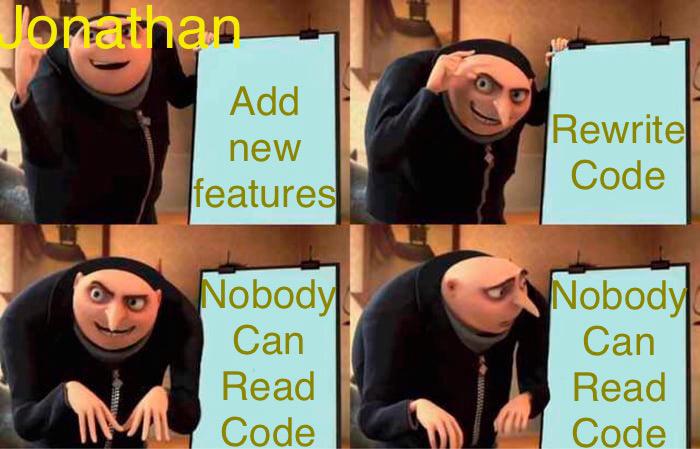 Jonathan
Add
new
features
Rewrite
Code
Nobody
Can
Read
Code
Nobody
Can
Read
Code